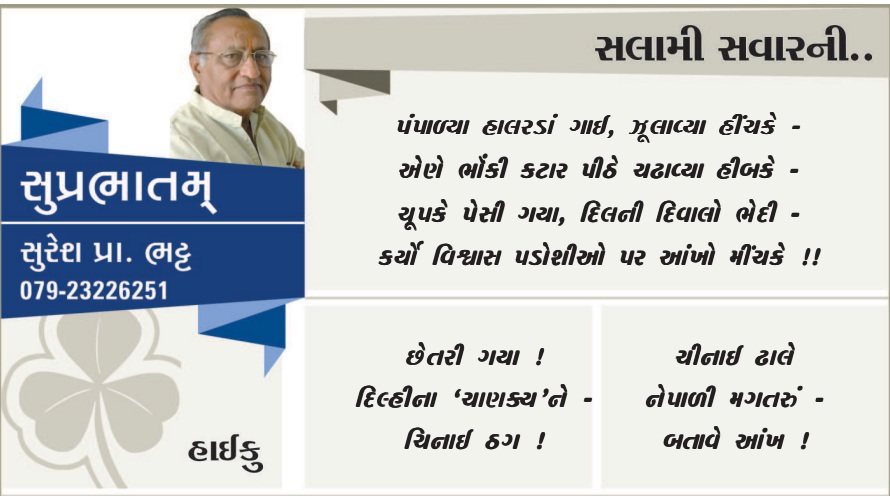 સલામી સવારની..
પંપાળ્યા હાલરડાં ગાઈ, ઝૂલાવ્યા હીંચકે -
એણે ભોંકી કટાર પીઠે ચઢાવ્યા હીબકે -
ચૂપકે પેસી ગયા, દિલની દિવાલો ભેદી -
કર્યો વિશ્વાસ પડોશીઓ પર આંખો મીંચકે !!
સુપ્રભાતમ્
સુરેશ પ્રા. ભટ્ટ
079-23226251
હાઈકુ
છેતરી ગયા !
દિલ્હીના ‘ચાણક્ય’ને -
ચિનાઈ ઠગ !
ચીનાઈ ઢાલે
નેપાળી મગતરું -
બતાવે આંખ !